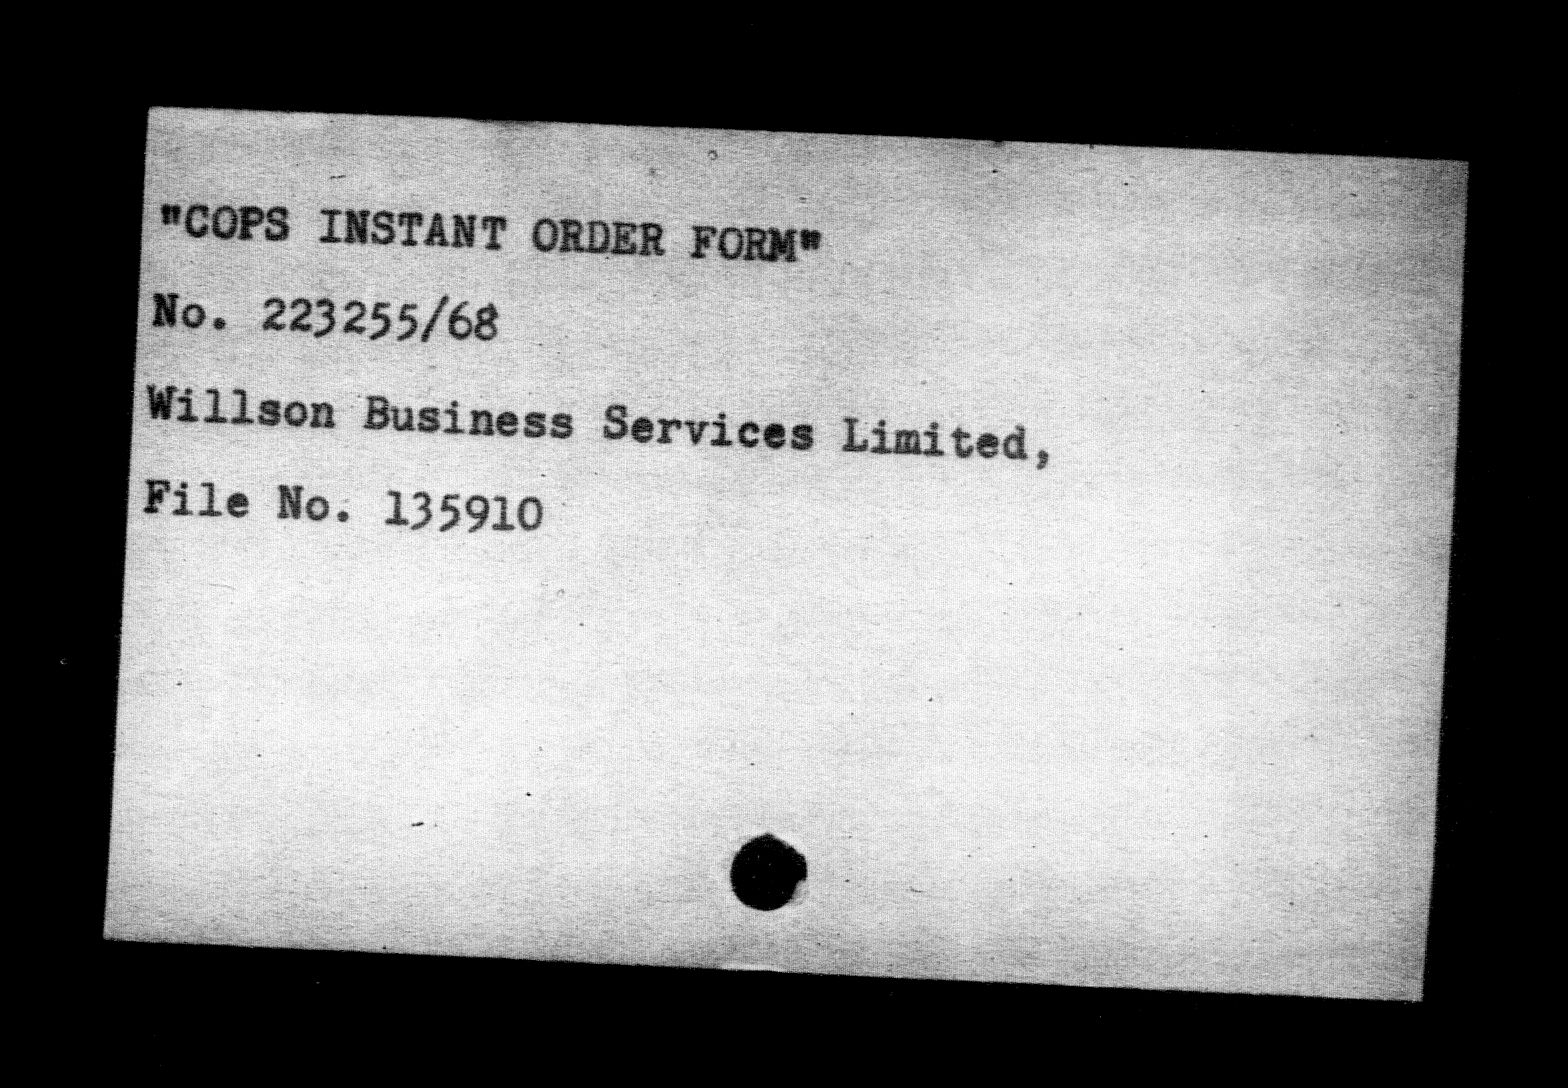 "COPS INSTANT ORDER FORM"
No. 223255/68
Willson Business Services Limited,
File No. 135910